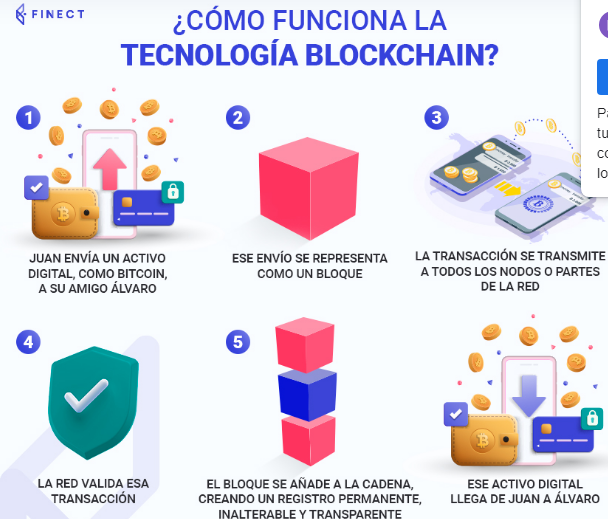 FINECT
¿CÓMO FUNCIONA LA
TECNOLOGÍA BLOCKCHAIN?
1
JUAN ENVÍA UN ACTIVO
DIGITAL, COMO BITCOIN,
A SU AMIGO ÁLVARO
2
ESE ENVÍO SE REPRESENTA
COMO UN BLOQUE
3
LA TRANSACCIÓN SE TRANSMITE
A TODOS LOS NODOS O PARTES
DE LA RED
4
LA RED VALIDA ESA
TRANSACCIÓN
5
EL BLOQUE SE AÑADE A LA CADENA,
CREANDO UN REGISTRO PERMANENTE,
INALTERABLE Y TRANSPARENTE
ESE ACTIVO DIGITAL
LLEGA DE JUAN A ÁLVARO